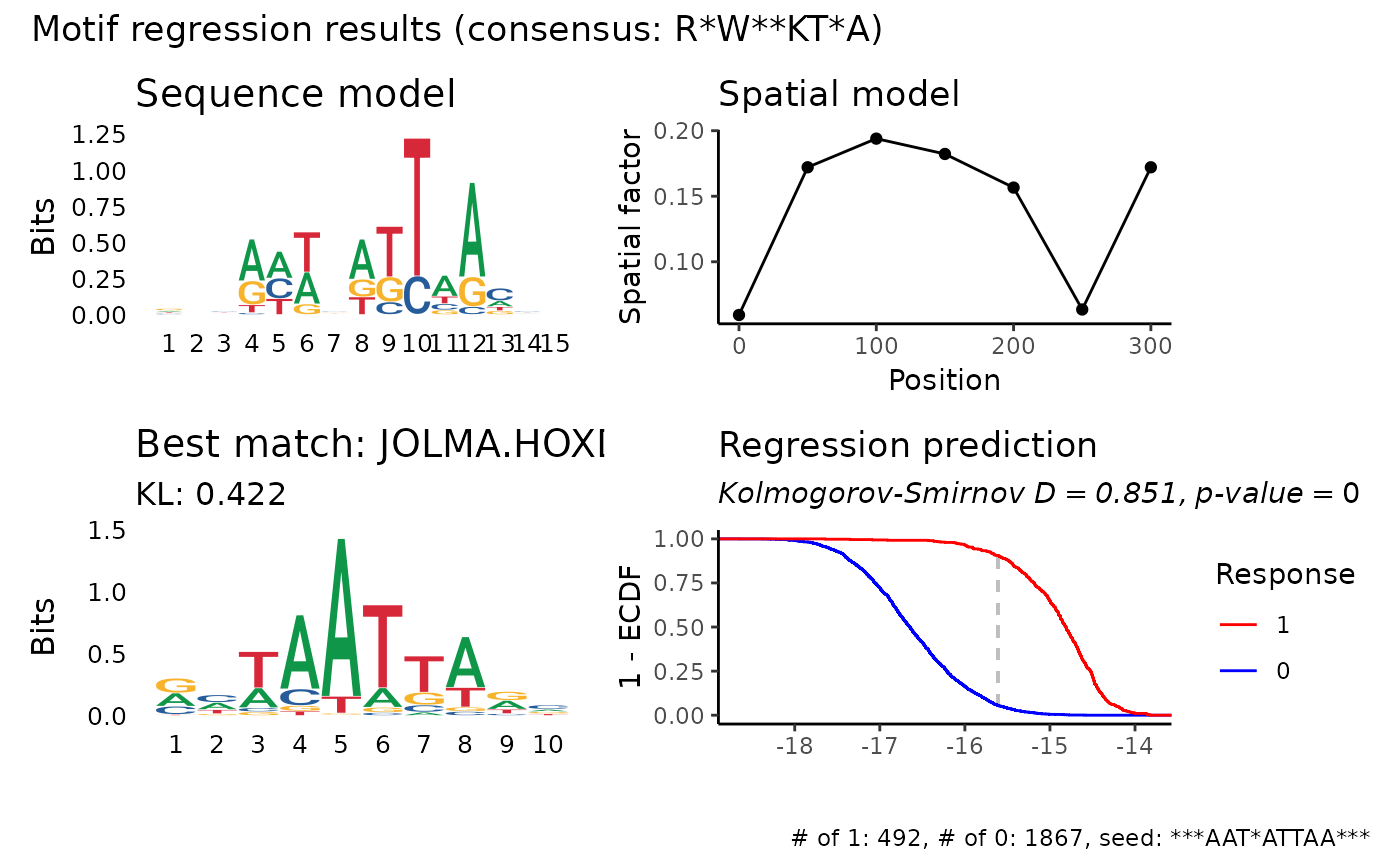 Motif regression results (consensus: R*W**KT*A)
Sequence model
Bits
1.25
1.00
0.75
0.50
0.25
0.00
1 2 3 4 5 6 7 8 9 10 11 12 13 14 15
Spatial model
Spatial factor
0.20
0.15
0.10
0 100 200 300
Position
Best match: JOLMA.HOXI
KL: 0.422
Bits
1.5
1.0
0.5
0.0
1 2 3 4 5 6 7 8 9 10
Regression prediction
Kolmogorov-Smirnov D = 0.851, p-value = 0
1 - ECDF
1.00
0.75
0.50
0.25
0.00
-18 -17 -16 -15 -14
Response
1
0
# of 1: 492, # of 0: 1867, seed: ***AAT*ATTAA***